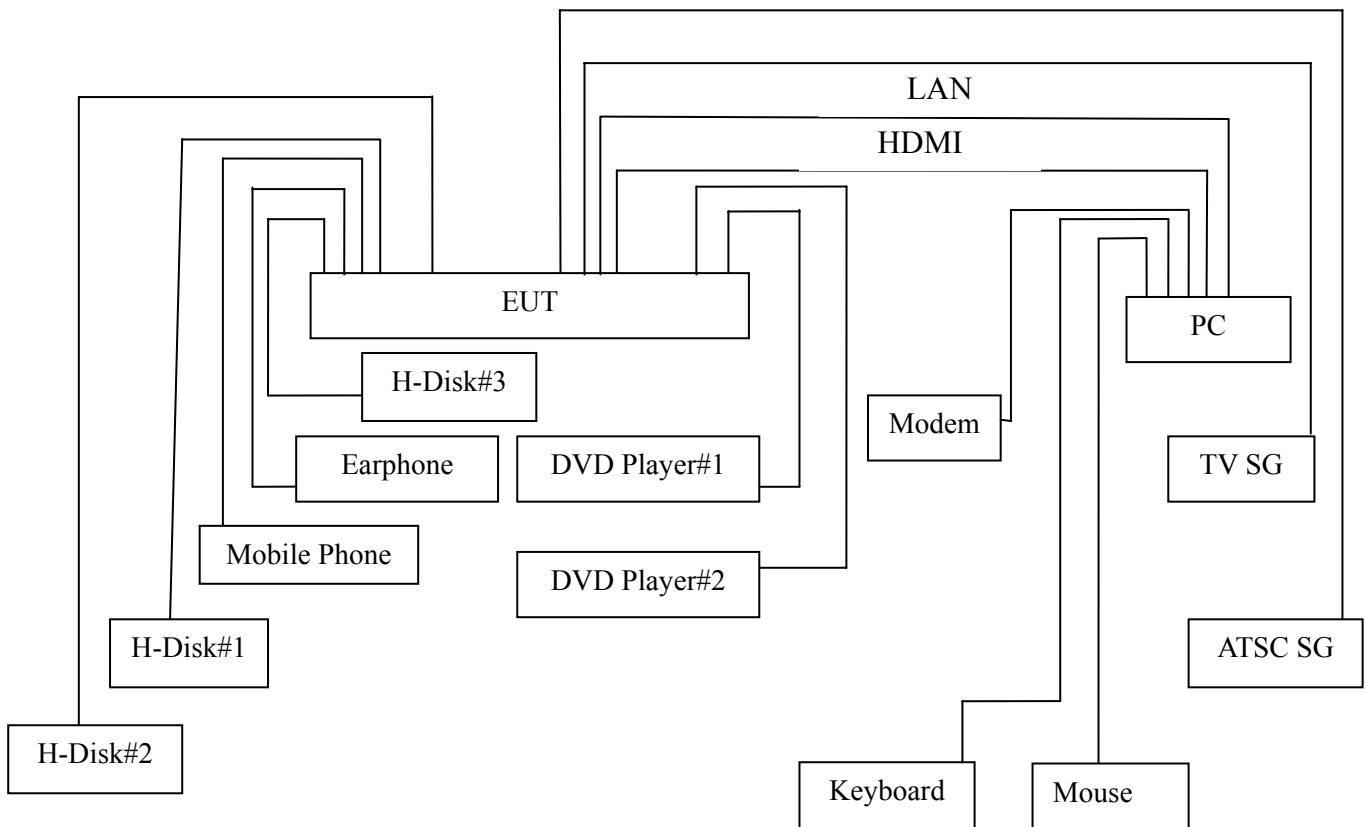 LAN
HDMI
EUT
PC
H-Disk#3
Modem
Earphone
DVD Player#1
TV SG
Mobile Phone
DVD Player#2
H-Disk#1
ATSC SG
H-Disk#2
Keyboard
Mouse